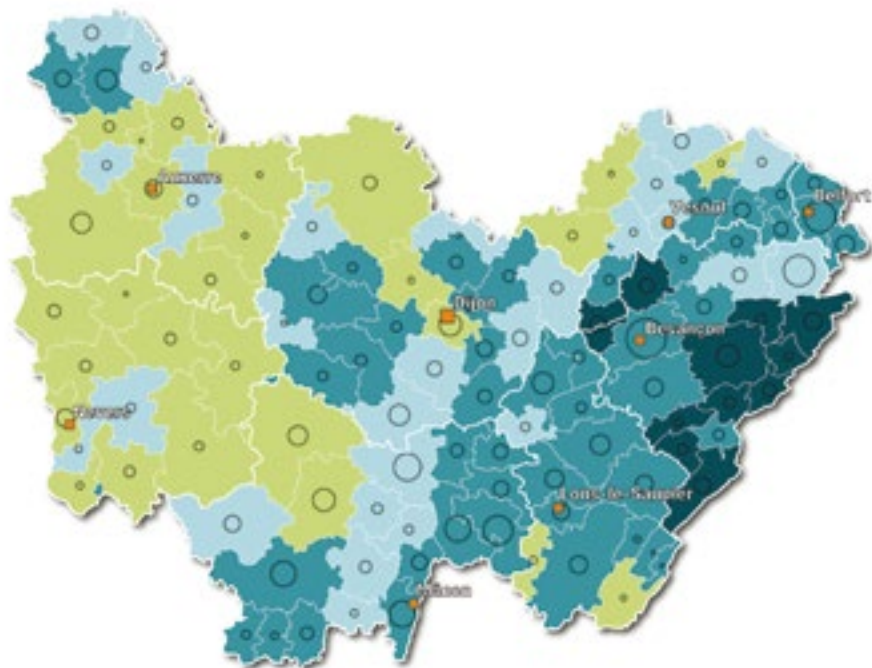 Auxerre
Belfort
Vesoul
Dijon
Besançon
Nevers
Lons-le-Saunier
Mâcon